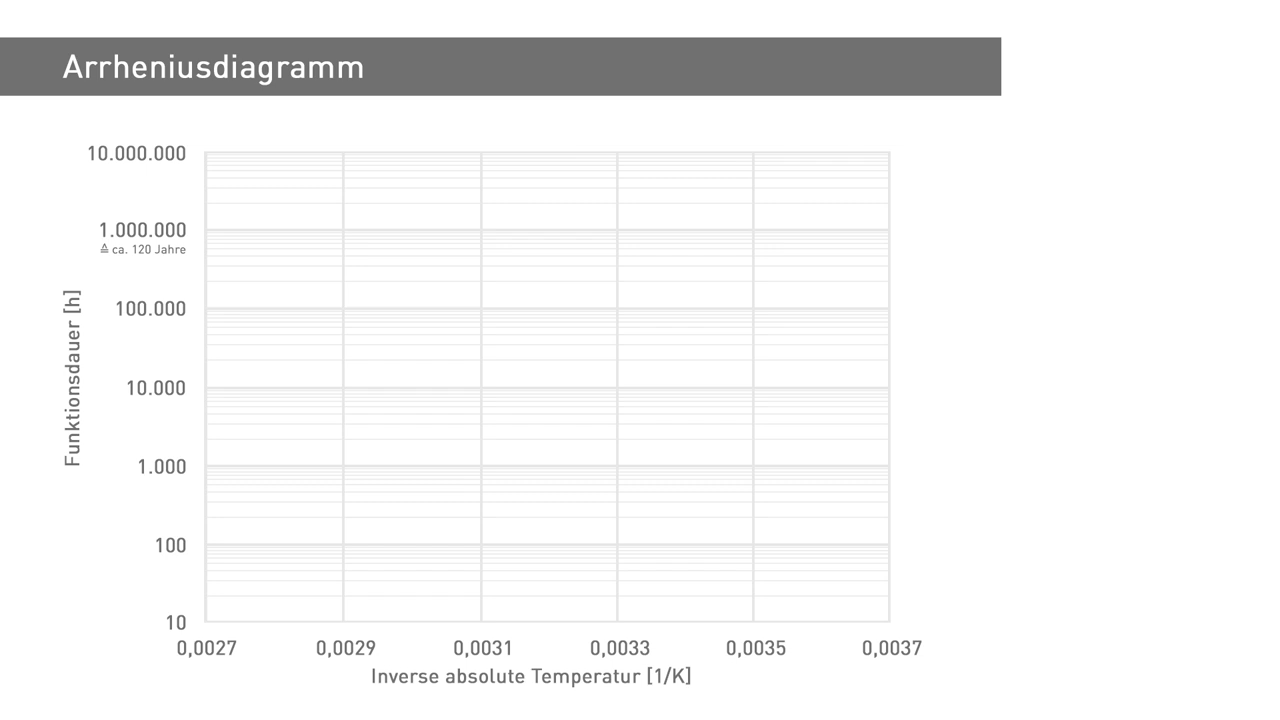 Arrheniusdiagramm
10.000.000
1.000.000
≙ ca. 120 Jahre
100.000
10.000
1.000
100
10
Funktionsdauer [h]
0,0027 0,0029 0,0031 0,0033 0,0035 0,0037
Inverse absolute Temperatur [1/K]